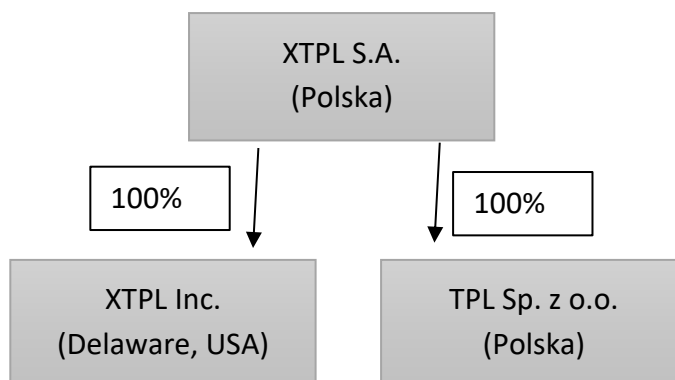 XTPL S.A.
(Polska)
100%
100%
XTPL Inc.
(Delaware, USA)
TPL Sp. z o.o.
(Polska)